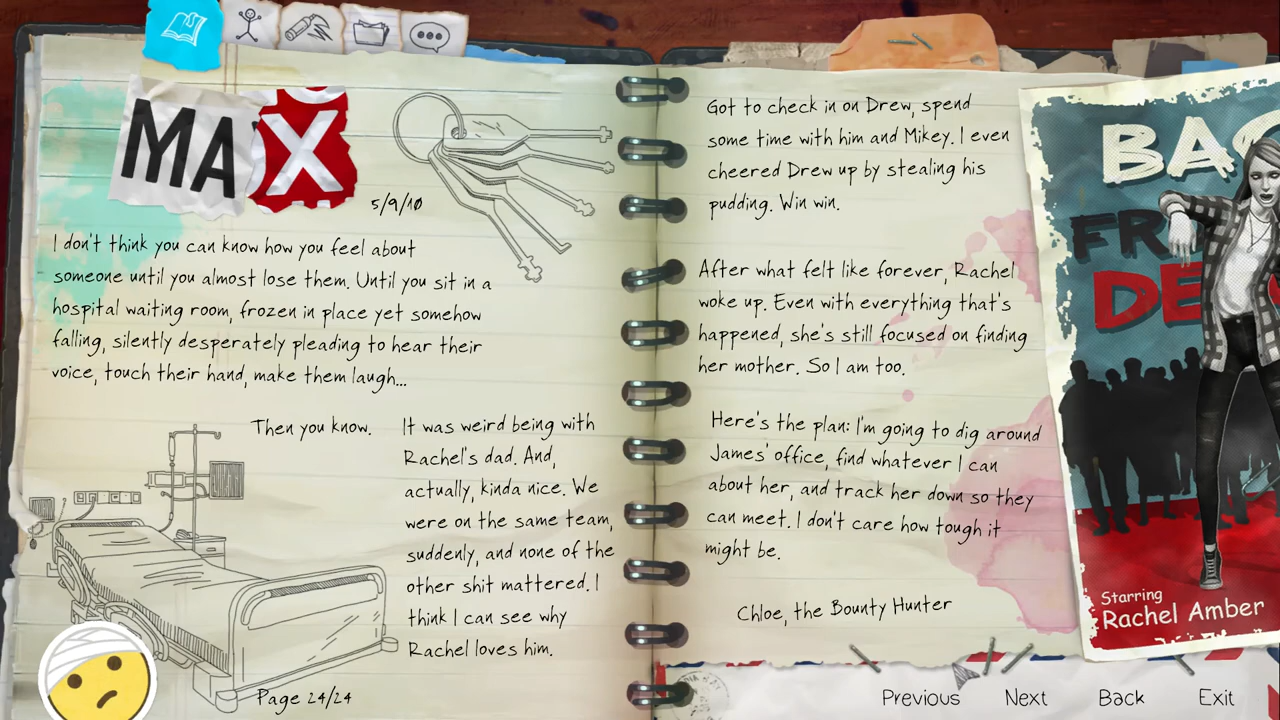 MAX
5/9/10
I don't think you can know how you feel about
someone until you almost lose them. Until you sit in a
hospital waiting room, frozen in place yet somehow
falling, silently desperately pleading to hear their
voice, touch their hand, make them laugh...
Then you know.
It was weird being with
Rachel's dad. And,
actually, kinda nice. We
were on the same team,
suddenly, and none of the
other shit mattered. I
think I can see why
Rachel loves him.
Page 24/24
Got to check in on Drew, spend
some time with him and Mikey. I even
cheered Drew up by stealing his
pudding. Win win.
After what felt like forever, Rachel
woke up. Even with everything that's
happened, she's still focused on finding
her mother. So I am too.
Here's the plan: I'm going to dig around
James' office, find whatever I can
about her, and track her down so they
can meet. I don't care how tough it
might be.
Chloe, the Bounty Hunter
BAC
FR
DE
Starring
Rachel Amber
Previous
Next
Back
Exit